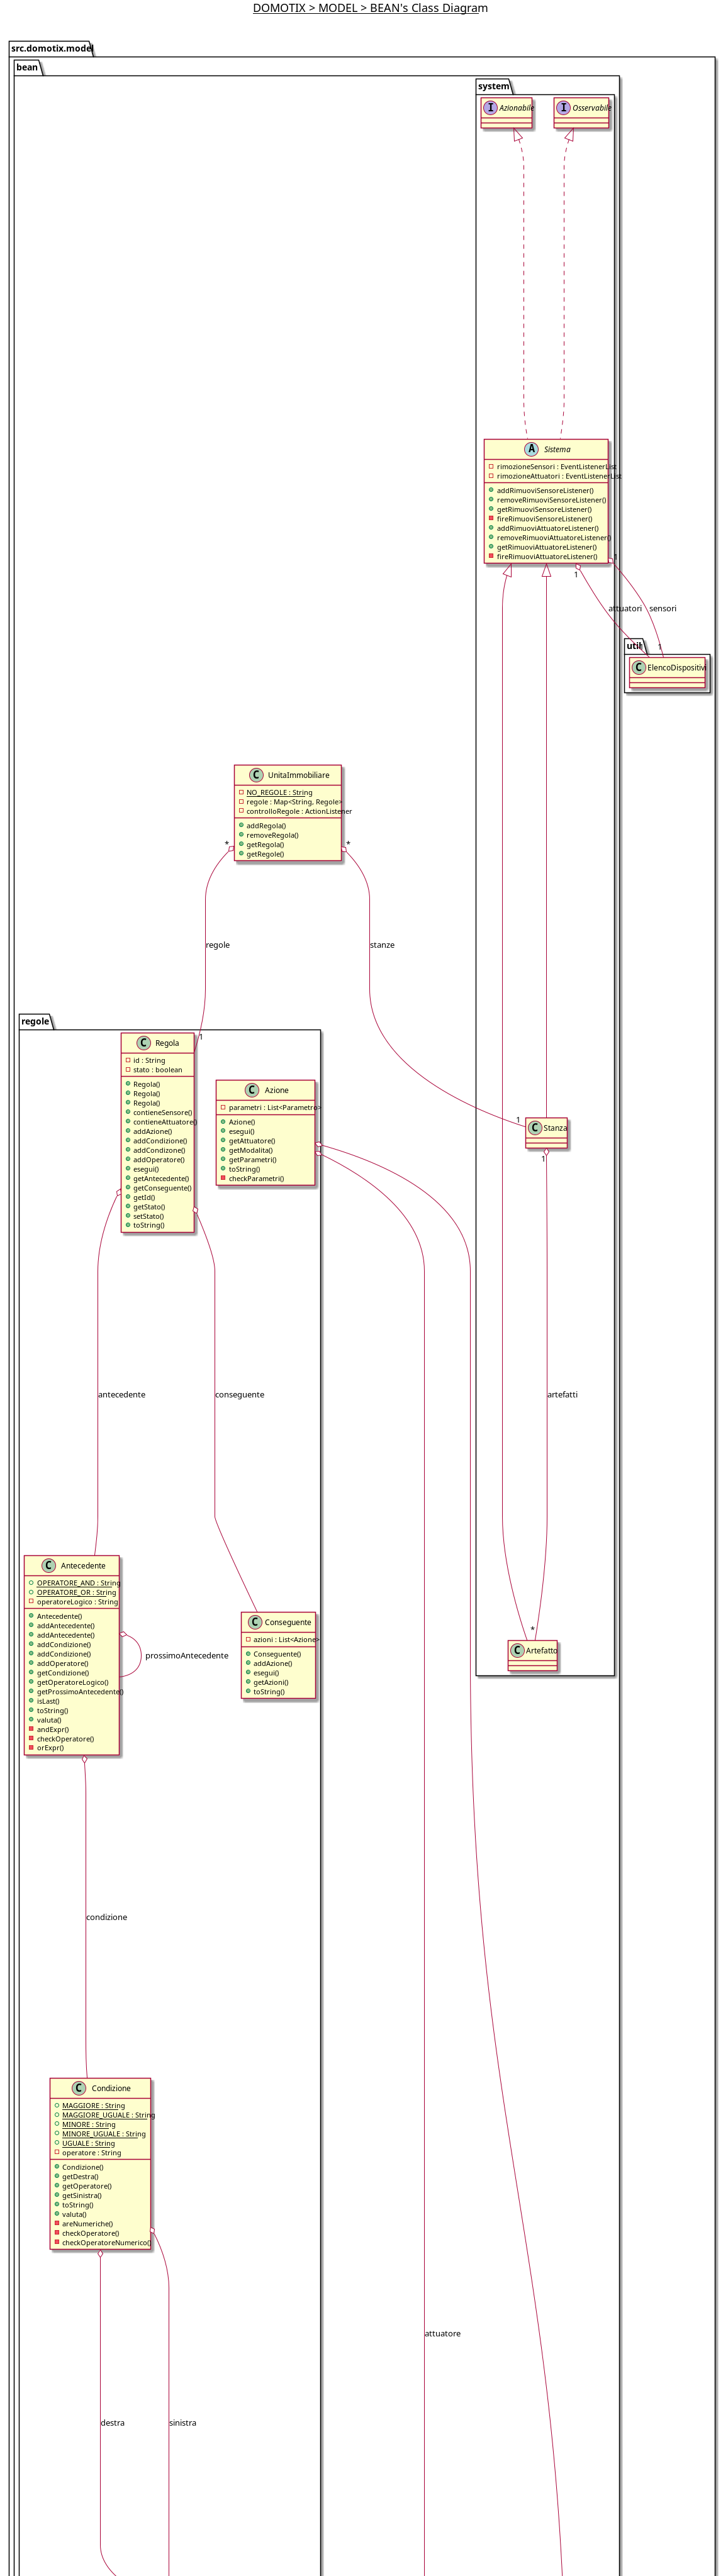 DOMOTIX > MODEL > BEAN's Class Diagram
src.domotix.model
bean
system
I Azionabile
I Osservabile
A Sistema
rimozioneSensori : EventListenerList
rimozioneAttuatori : EventListenerList
addRimuoviSensoreListener()
removeRimuoviSensoreListener()
getRimuoviSensoreListener()
fireRimuoviSensoreListener()
addRimuoviAttuatoreListener()
removeRimuoviAttuatoreListener()
getRimuoviAttuatoreListener()
fireRimuoviAttuatoreListener()
1
1
attuatori
sensori
1
util
C ElencoDispositivi
C UnitaImmobiliare
NO_REGOLE : String
regole : Map<String, Regole>
controlloRegole : ActionListener
addRegola()
removeRegola()
getRegola()
getRegole()
*
*
regole
stanze
regole
1
C Regola
id : String
stato : boolean
Regola()
Regola()
Regola()
contieneSensore()
contieneAttuatore()
addAzione()
addCondizione()
addCondizone()
addOperatore()
esegui()
getAntecedente()
getConseguente()
getId()
getStato()
setStato()
toString()
C Azione
parametri : List<Parametro>
Azione()
esegui()
getAttuatore()
getModalita()
getParametri()
toString()
checkParametri()
1
C Stanza
1
antecedente
conseguente
artefatti
C Antecedente
OPERATORE_AND : String
OPERATORE_OR : String
operatoreLogico : String
Antecedente()
addAntecedente()
addAntecedente()
addCondizione()
addCondizione()
addOperatore()
getCondizione()
getOperatoreLogico()
getProssimoAntecedente()
isLast()
toString()
valuta()
andExpr()
checkOperatore()
orExpr()
prossimoAntecedente
C Conseguente
azioni : List<Azione>
Conseguente()
addAzione()
esegui()
getAzioni()
toString()
*
C Artefatto
condizione
C Condizione
MAGGIORE : String
MAGGIORE_UGUALE : String
MINORE : String
MINORE_UGUALE : String
UGUALE : String
operatore : String
Condizione()
getDestra()
getOperatore()
getSinistra()
toString()
valuta()
areNumeriche()
checkOperatore()
checkOperatoreNumerico()
attuatore
destra
sinistra